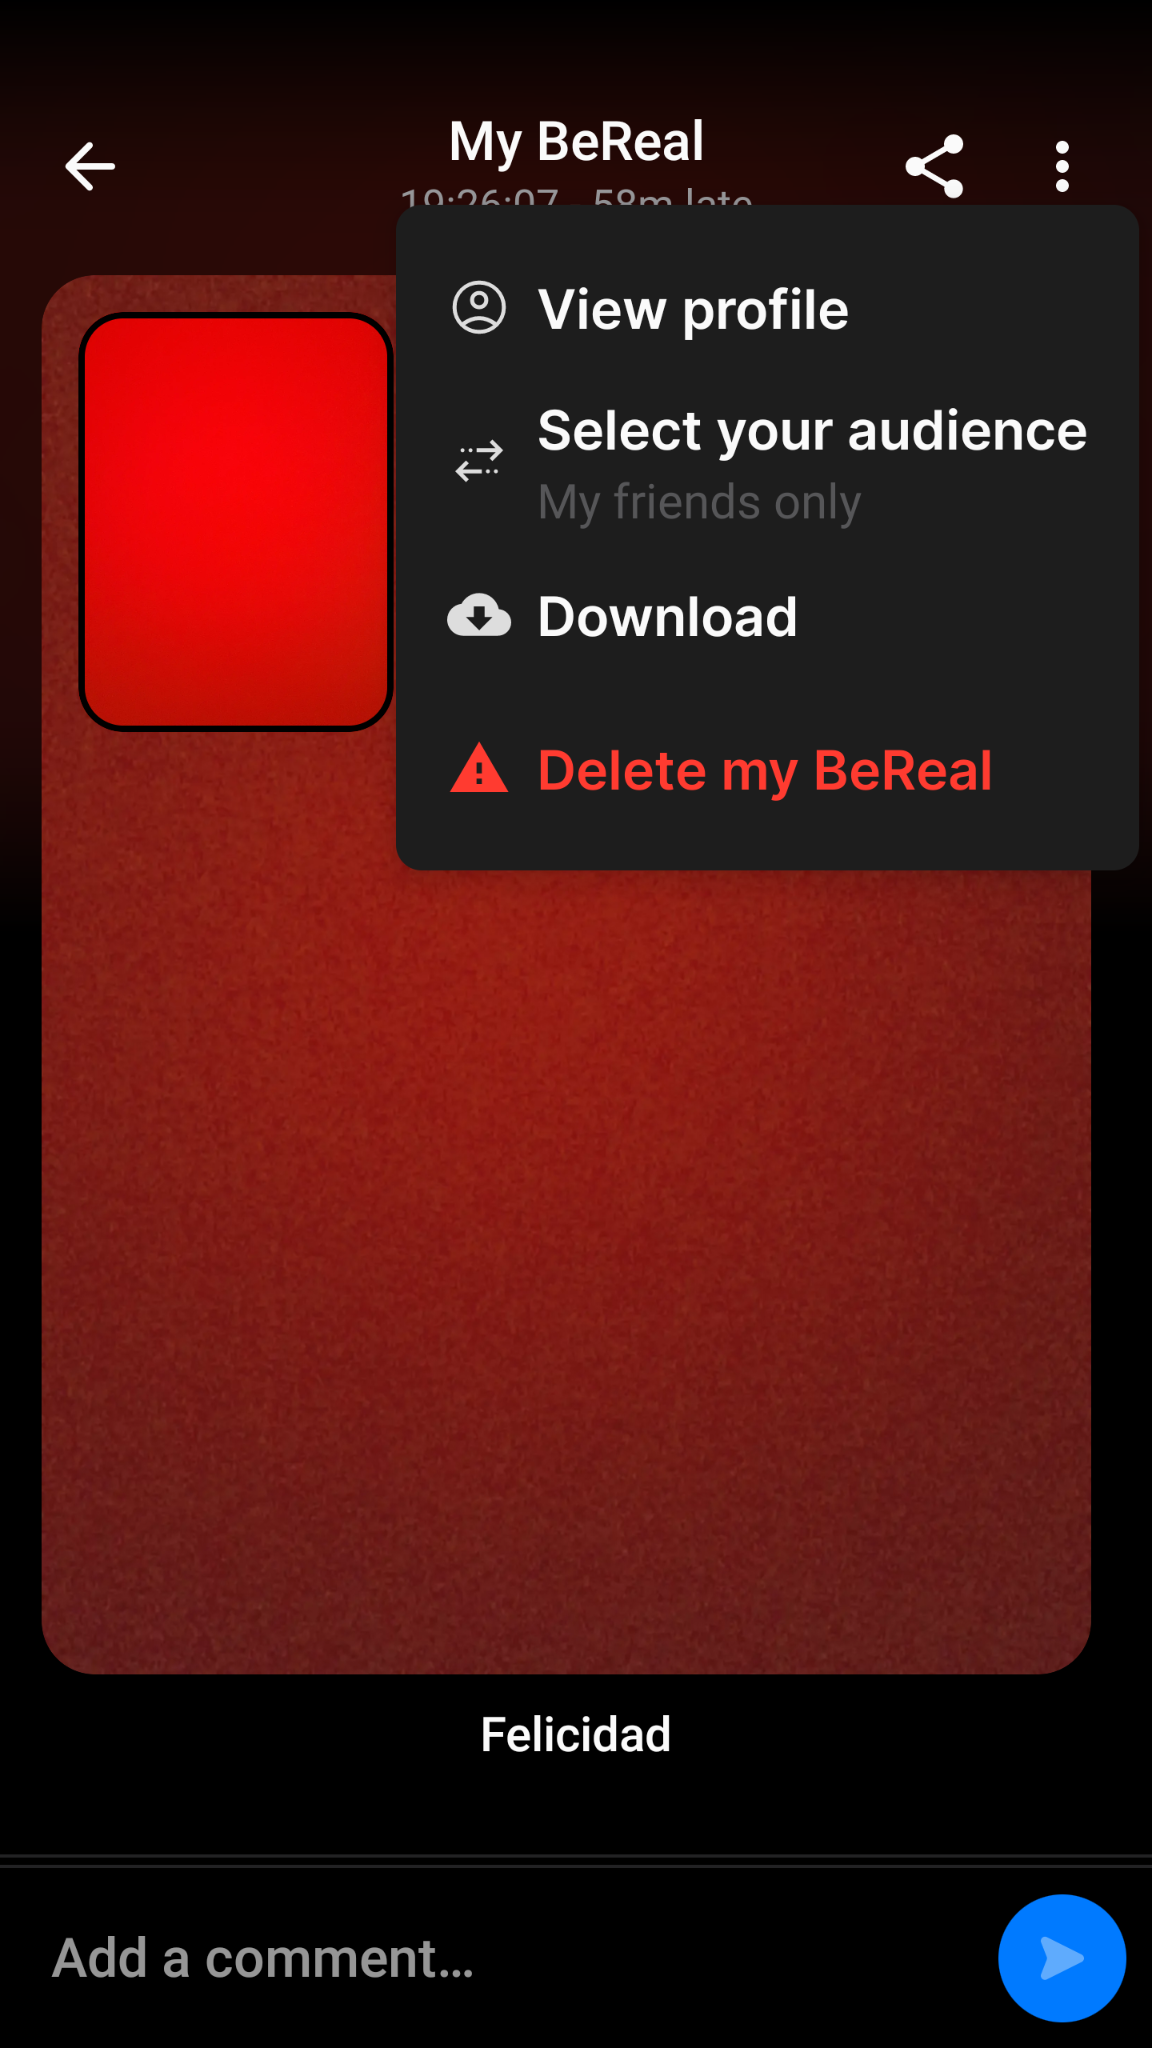 My BeReal
19:26:07 - 58m late
View profile
Select your audience
My friends only
Download
Delete my BeReal
Felicidad
Add a comment...